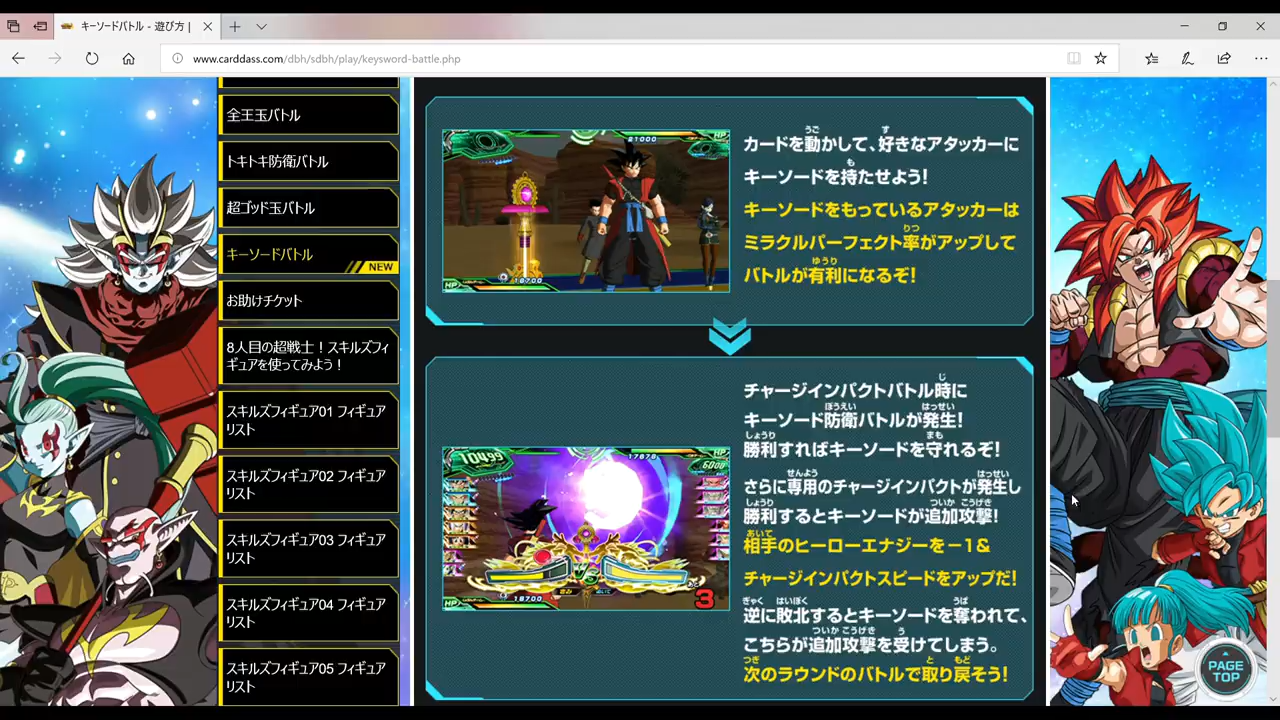 キーソードバトル - 遊び方 |
www.carddass.com/dbh/sdbh/play/keysword-battle.php
全王玉バトル
トキトキ防衛バトル
超ゴッド玉バトル
キーソードバトル
NEW
お助けチケット
8人目の超戦士！スキルズフィ
ギュアを使ってみよう！
スキルズフィギュア01 フィギュア
リスト
スキルズフィギュア02 フィギュア
リスト
スキルズフィギュア03 フィギュア
リスト
スキルズフィギュア04 フィギュア
リスト
スキルズフィギュア05 フィギュア
リスト
21000
HP
HP
18700
カードを動かして、好きなアタッカーに
キーソードを持たせよう!
キーソードをもっているアタッカーは
ミラクルパーフェクト率がアップして
バトルが有利になるぞ!
10499
17878
HP
6000
VS
HP
18700
3
チャージインパクトバトル時に
キーソード防衛バトルが発生!
勝利すればキーソードを守れるぞ!
さらに専用のチャージインパクトが発生し
勝利するとキーソードが追加攻撃!
相手のヒーローエナジーを−1&
チャージインパクトスピードをアップだ!
逆に敗北するとキーソードを奪われて、
こちらが追加攻撃を受けてしまう。
次のラウンドのバトルで取り戻そう!
PAGE
TOP